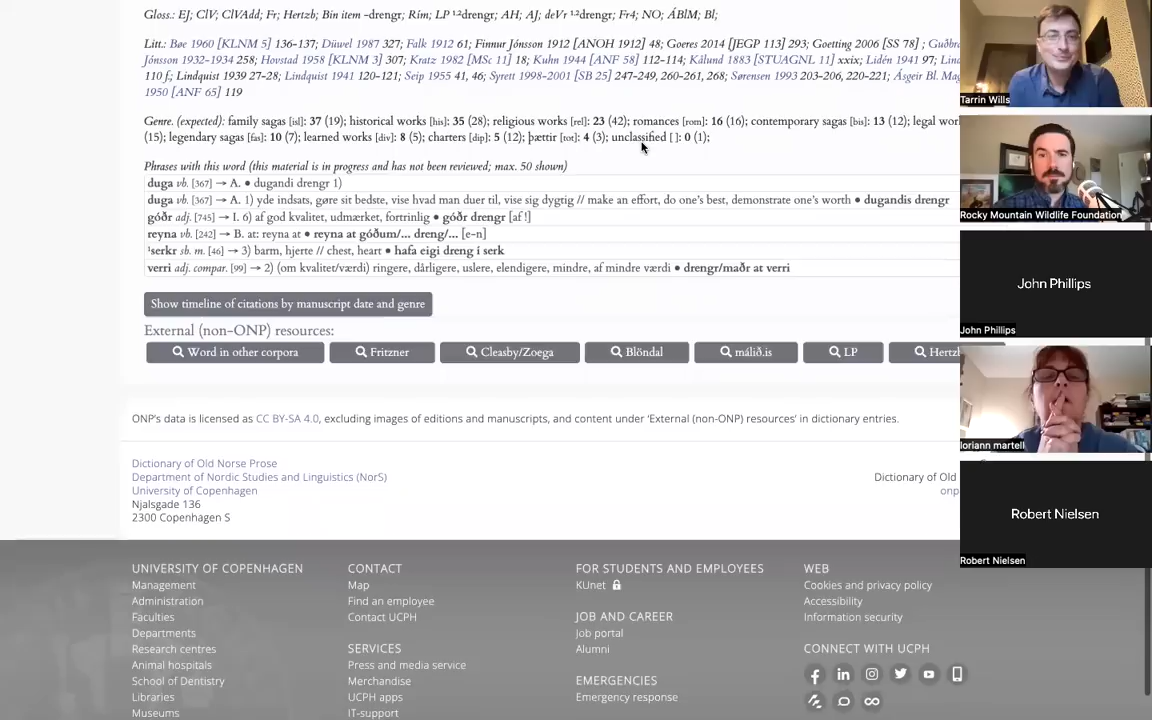 Gloss.: EJ; ClV; ClVAdd; Fr; Hertzb; Bin item -drengr; Rím; LP ¹·²drengr; AH; AJ; deVr ¹·²drengr; Fr4; NO; ÁBlM; Bl;
Litt.: Bøe 1960 [KLNM 5] 136-137; Düwel 1987 327; Falk 1912 61; Finnur Jónsson 1912 [ANOH 1912] 48; Goeres 2014 [JEGP 113] 293; Goetting 2006 [SS 78] ; Guðbr
Jónsson 1932-1934 259; Hovstad 1958 [KLNM 3] 307; Kratz 1982 [MSc 11] 18; Kuhn 1944 [ANF 58] 112-114; Kålund 1883 [STUAGNL 11] xxix; Lidén 1941 97; Lind
110 f.; Lindquist 1939 27-28; Lindquist 1941 120-121; Seip 1955 41, 46; Syrett 1998-2001 [SB 25] 247-249, 260-261, 268; Sørensen 1993 203-206, 220-221; Ásgeir Bl. Mag
1950 [ANF 65] 119
Genre. (expected): family sagas [ísl]: 37 (19); historical works [his]: 35 (28); religious works [rel]: 23 (42); romances [rom]: 16 (16); contemporary sagas [bis]: 13 (12); legal wor
(15); legendary sagas [fas]: 10 (7); learned works [div]: 8 (5); charters [dip]: 5 (12); þættir [tot]: 4 (3); unclassified [ ]: 0 (1);
Phrases with this word (this material is in progress and has not been reviewed; max. 50 shown)
duga vb. [367] → A. • dugandi drengr 1)
duga vb. [367] → A. 1) yde indsats, gøre sit bedste, vise hvad man duer til, vise sig dygtig // make an effort, do one's best, demonstrate one's worth • dugandis drengr
góðr adj. [745] → I. 6) af god kvalitet, udmærket, fortrinlig • góðr drengr [af !]
reyna vb. [242] → B. at: reyna at • reyna at góðum/... dreng/... [e-n]
¹serkr sb. m. [46] → 3) barm, hjerte // chest, heart • hafa eigi dreng í serk
verri adj. compar. [99] → 2) (om kvalitet/værdi) ringere, dårligere, uslere, elendigere, mindre, af mindre værdi • drengr/maðr at verri
Show timeline of citations by manuscript date and genre
External (non-ONP) resources:
Word in other corpora
Fritzner
Cleasby/Zoega
Blöndal
málið.is
LP
Hertzb
ONP's data is licensed as CC BY-SA 4.0, excluding images of editions and manuscripts, and content under 'External (non-ONP) resources' in dictionary entries.
Dictionary of Old Norse Prose
Department of Nordic Studies and Linguistics (NorS)
University of Copenhagen
Njalsgade 136
2300 Copenhagen S
Dictionary of Old
onp
UNIVERSITY OF COPENHAGEN
Management
Administration
Faculties
Departments
Research centres
Animal hospitals
School of Dentistry
Libraries
Museums
CONTACT
Map
Find an employee
Contact UCPH
SERVICES
Press and media service
Merchandise
UCPH apps
IT-support
FOR STUDENTS AND EMPLOYEES
KUnet
JOB AND CAREER
Job portal
Alumni
EMERGENCIES
Emergency response
WEB
Cookies and privacy policy
Accessibility
Information security
CONNECT WITH UCPH
Tarrin Wills
Rocky Mountain Wildlife Foundation
John Phillips
John Phillips
loriann martell
Robert Nielsen
Robert Nielsen